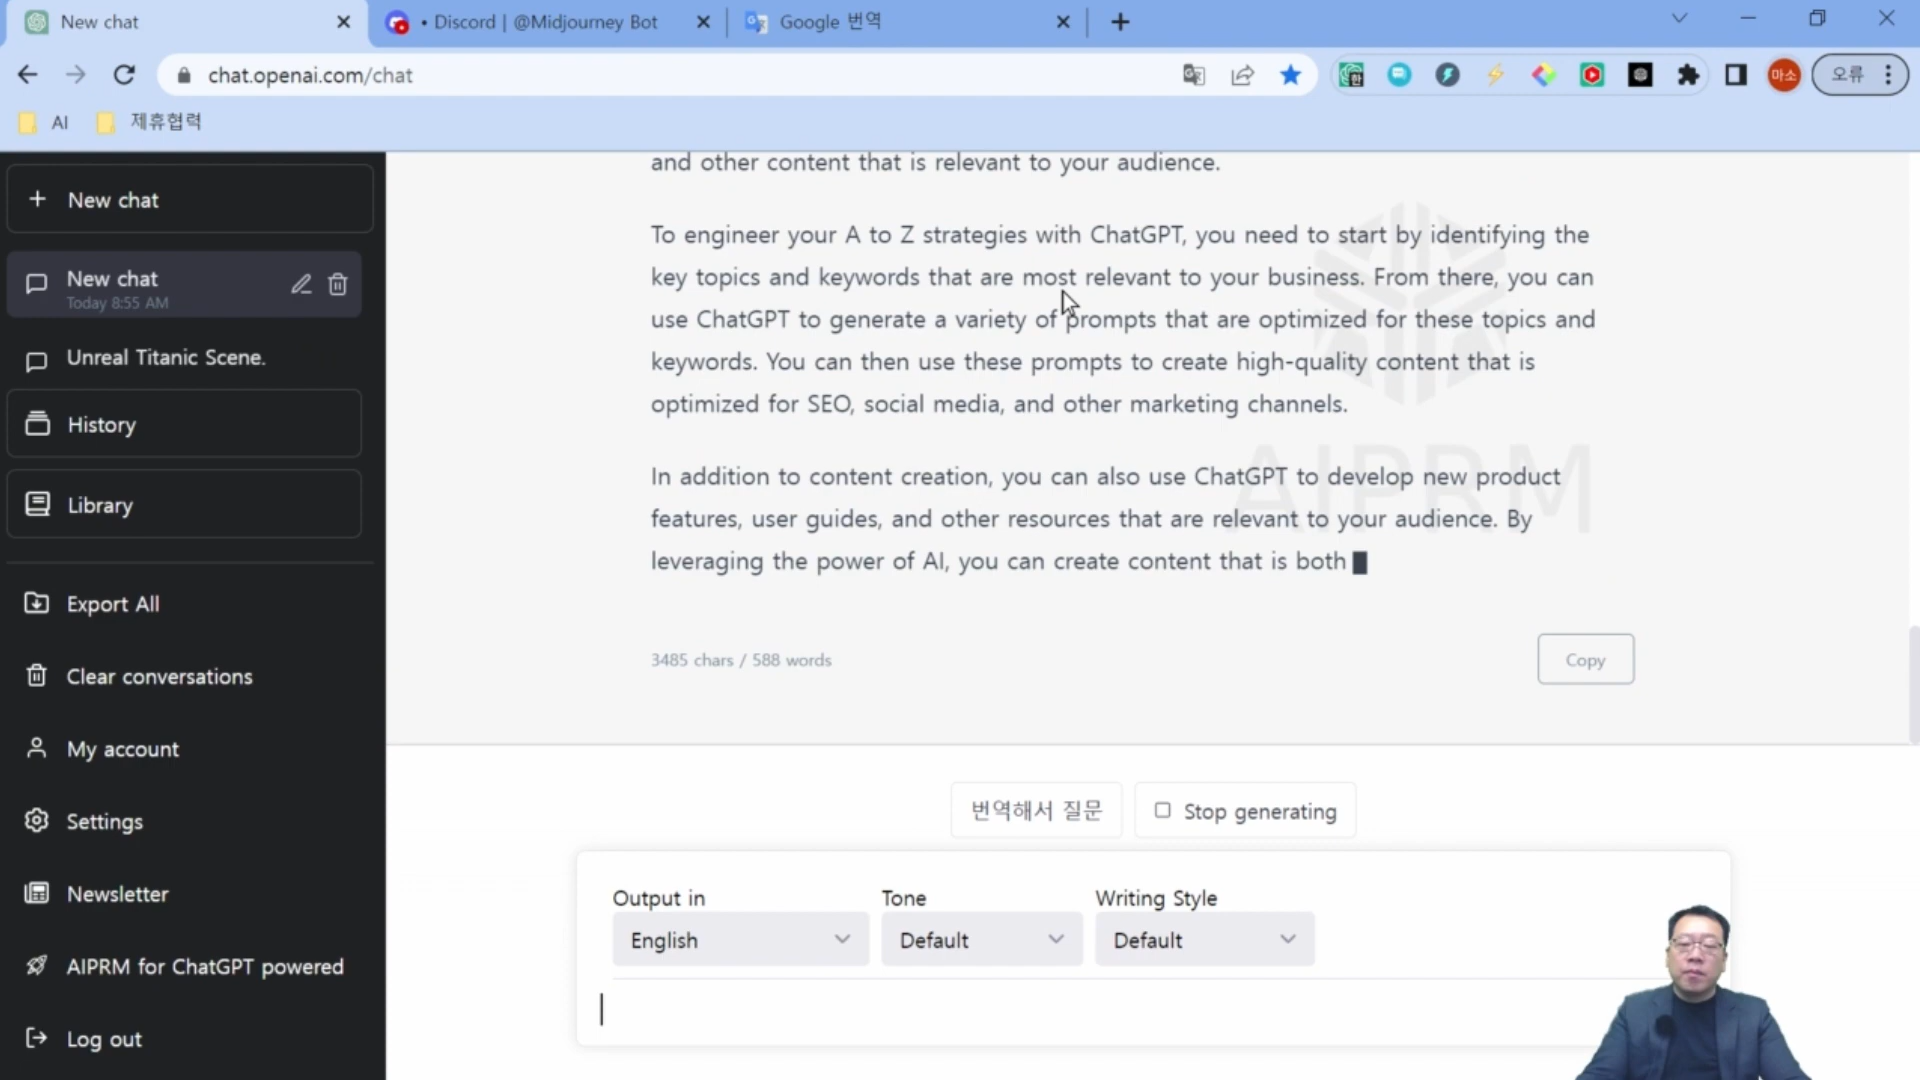 New chat
• Discord | @Midjourney Bot
Google 번역
chat.openai.com/chat
마소
오류
AI
제휴협력
New chat
New chat
Today 8:55 AM
Unreal Titanic Scene.
History
Library
Export All
Clear conversations
My account
Settings
Newsletter
AIPRM for ChatGPT powered
Log out
and other content that is relevant to your audience.
To engineer your A to Z strategies with ChatGPT, you need to start by identifying the
key topics and keywords that are most relevant to your business. From there, you can
use ChatGPT to generate a variety of prompts that are optimized for these topics and
keywords. You can then use these prompts to create high-quality content that is
optimized for SEO, social media, and other marketing channels.
In addition to content creation, you can also use ChatGPT to develop new product
features, user guides, and other resources that are relevant to your audience. By
leveraging the power of AI, you can create content that is both
AIPRM
3485 chars / 588 words
Copy
번역해서 질문
Stop generating
Output in
Tone
Writing Style
English
Default
Default